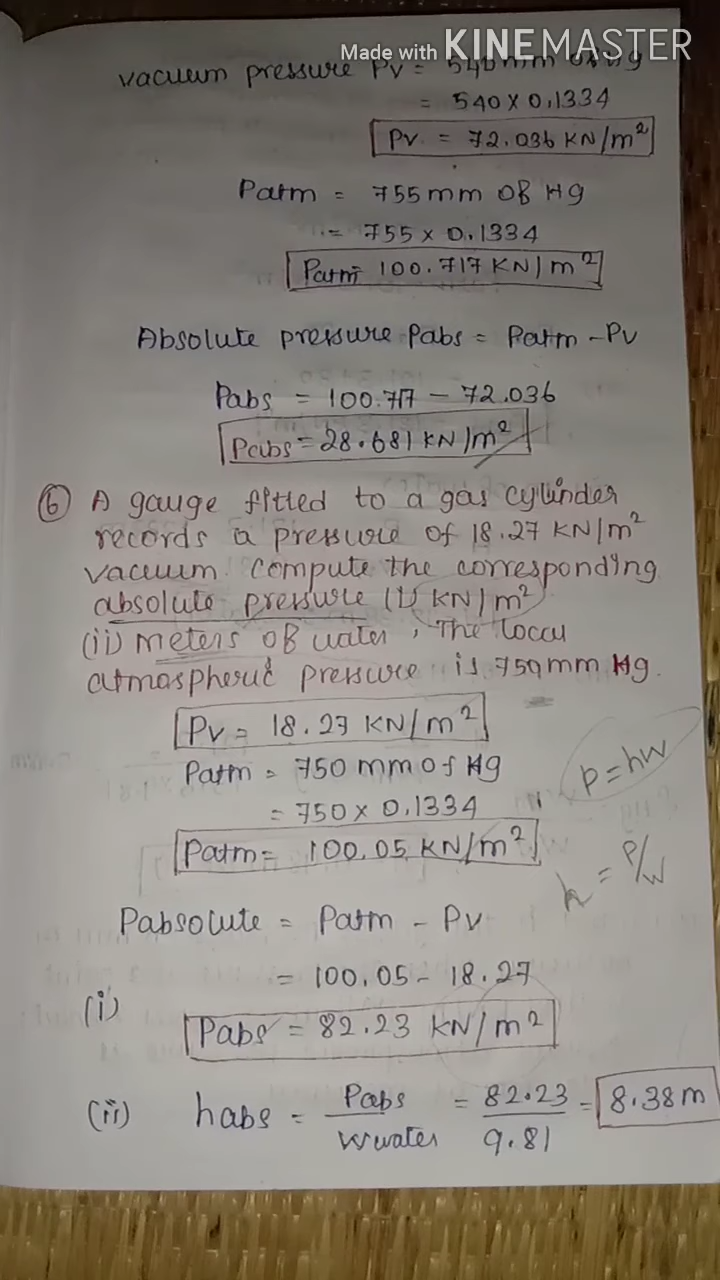 Made with KINEMASTER
vacuum pressure Pv = 540 mm of Hg
= 540 x 0.1334
Pv = 72.036 KN/m²
Patm = 755 mm of Hg
= 755 x 0.1334
Patm = 100.717 KN/m²
Absolute pressure Pabs = Patm - Pv
Pabs = 100.717 - 72.036
Pabs = 28.681 KN/m²
⑥ A gauge fitted to a gas cylinder
records a pressure of 18.27 KN/m²
vacuum. compute the corresponding
absolute pressure (i) KN/m²
(ii) meters of water, The local
atmospheric pressure is 750mm Hg.
Pv = 18.27 KN/m²
Patm = 750 mm of Hg
= 750 x 0.1334
Patm = 100.05 KN/m²
P = hw
h = P/w
Pabsolute = Patm - Pv
= 100.05 - 18.27
(i) Pabs = 82.23 KN/m²
(ii) habs = Pabs / Wwater = 82.23 / 9.81 = 8.38m